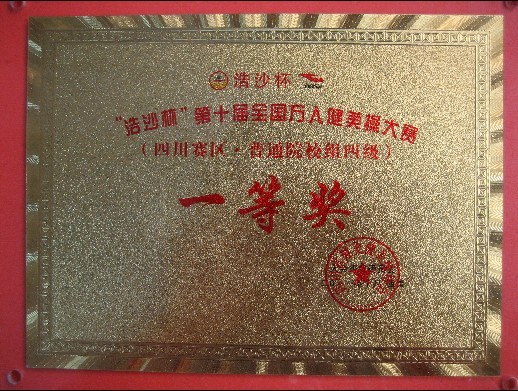 浩沙杯
“浩沙杯”第十届全国万人健美操大赛
（四川赛区·普通院校组四级）
一等奖